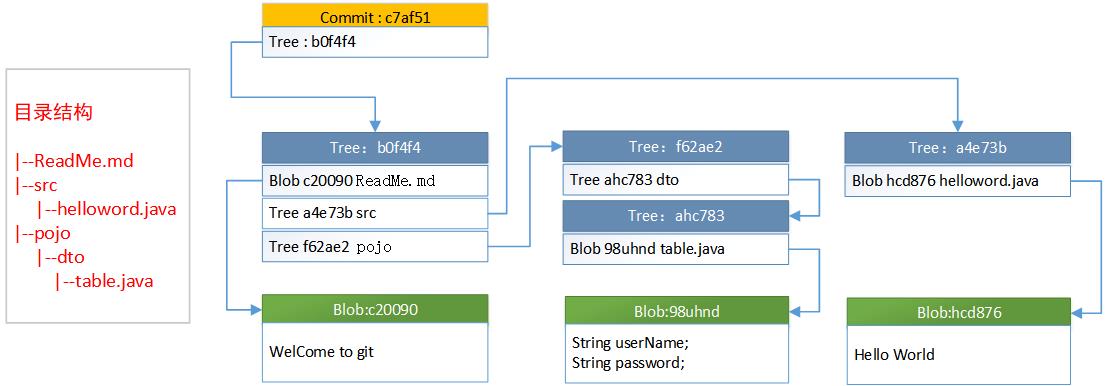 Commit : c7af51
Tree : b0f4f4
目录结构
|--ReadMe.md
|--src
|--helloword.java
|--pojo
|--dto
|--table.java
Tree：b0f4f4
Blob c20090 ReadMe.md
Tree a4e73b src
Tree f62ae2 pojo
Tree：f62ae2
Tree ahc783 dto
Tree：ahc783
Blob 98uhnd table.java
Tree：a4e73b
Blob hcd876 helloword.java
Blob:c20090
WelCome to git
Blob:98uhnd
String userName;
String password;
Blob:hcd876
Hello World